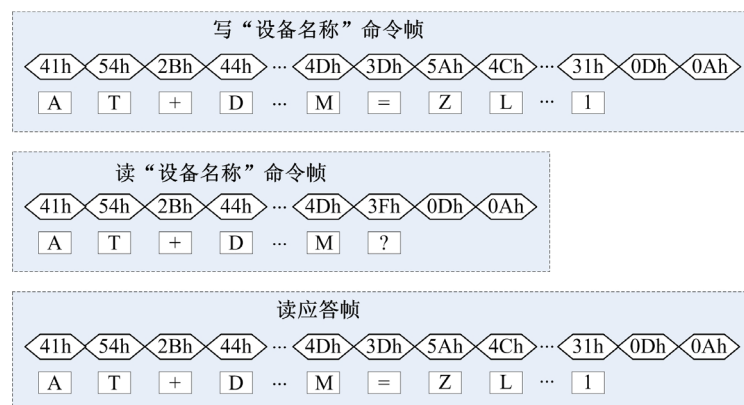 写“设备名称”命令帧
41h 54h 2Bh 44h ... 4Dh 3Dh 5Ah 4Ch ... 31h 0Dh 0Ah
A T + D ... M = Z L ... 1
读“设备名称”命令帧
41h 54h 2Bh 44h ... 4Dh 3Fh 0Dh 0Ah
A T + D ... M ?
读应答帧
41h 54h 2Bh 44h ... 4Dh 3Dh 5Ah 4Ch ... 31h 0Dh 0Ah
A T + D ... M = Z L ... 1